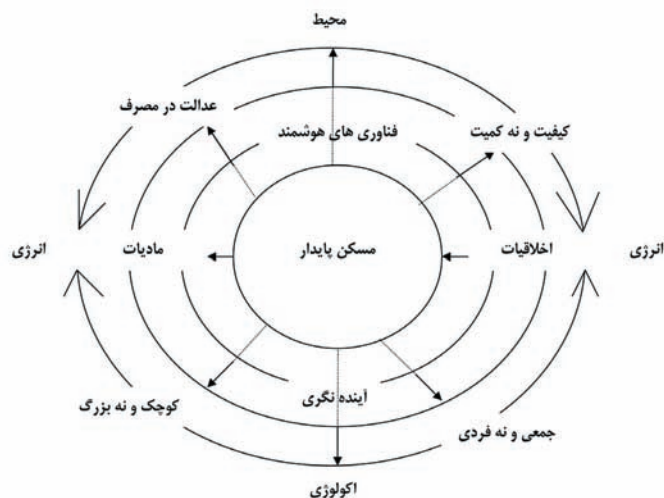 محیط
عدالت در مصرف
کیفیت و نه کمیت
فناوری های هوشمند
انرژی
اخلاقیات
مسکن پایدار
مادیات
انرژی
آینده نگری
کوچک و نه بزرگ
جمعی و نه فردی
اکولوژی